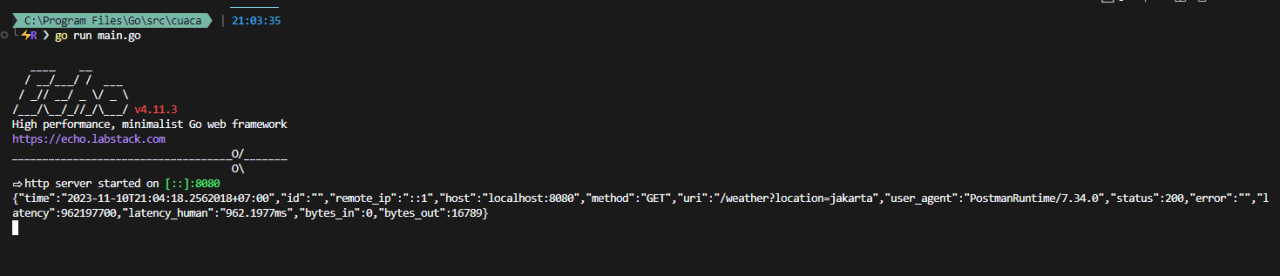 C:\Program Files\Go\src\cuaca | 21:03:35
R ❯ go run main.go
   ____    __
  / __/___/ /  ___
 / _// __/ _ \/ _ \
/___/\__/_//_/\___/ v4.11.3
High performance, minimalist Go web framework
https://echo.labstack.com
____________________________________O/_______
                                    O\
⇨ http server started on [::]:8080
{"time":"2023-11-10T21:04:18.2562018+07:00","id":"","remote_ip":"::1","host":"localhost:8080","method":"GET","uri":"/weather?location=jakarta","user_agent":"PostmanRuntime/7.34.0","status":200,"error":"","l
atency":962197700,"latency_human":"962.1977ms","bytes_in":0,"bytes_out":16789}